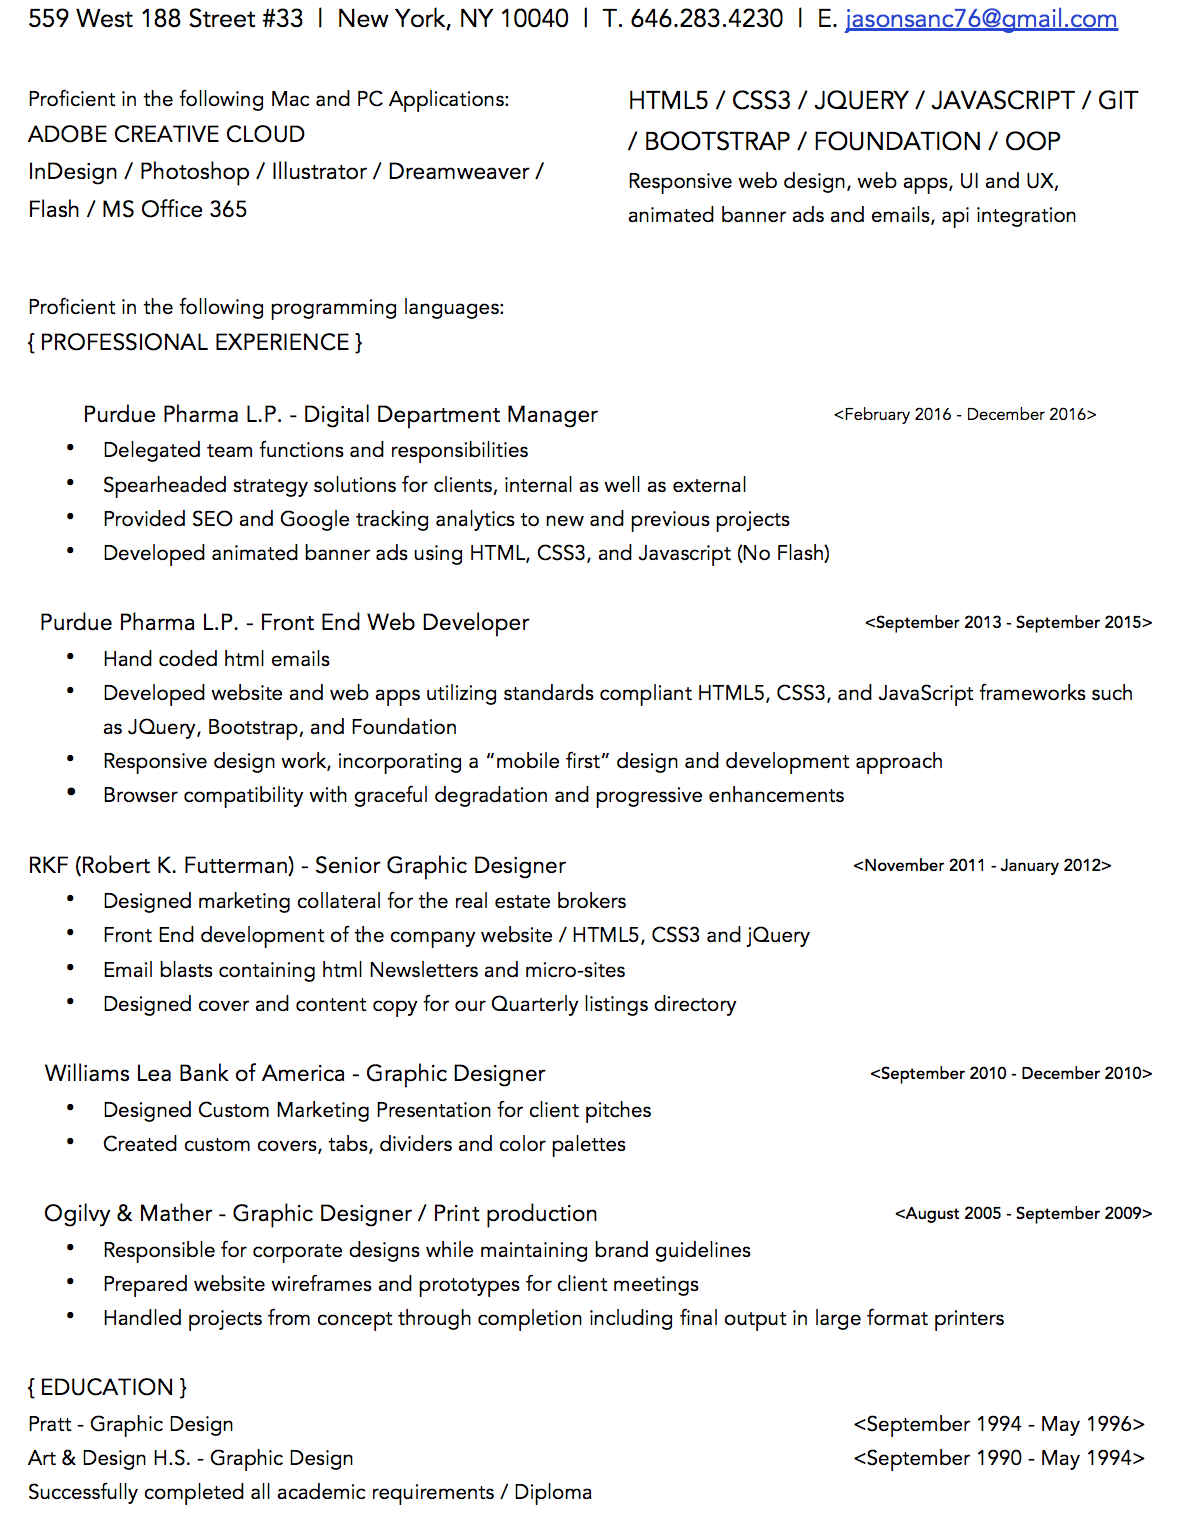 559 West 188 Street #33 | New York, NY 10040 | T. 646.283.4230 | E. jasonsanc76@gmail.com
Proficient in the following Mac and PC Applications:
ADOBE CREATIVE CLOUD
InDesign / Photoshop / Illustrator / Dreamweaver /
Flash / MS Office 365
HTML5 / CSS3 / JQUERY / JAVASCRIPT / GIT
/ BOOTSTRAP / FOUNDATION / OOP
Responsive web design, web apps, UI and UX,
animated banner ads and emails, api integration
Proficient in the following programming languages:
{ PROFESSIONAL EXPERIENCE }
Purdue Pharma L.P. - Digital Department Manager <February 2016 - December 2016>
• Delegated team functions and responsibilities
• Spearheaded strategy solutions for clients, internal as well as external
• Provided SEO and Google tracking analytics to new and previous projects
• Developed animated banner ads using HTML, CSS3, and Javascript (No Flash)
Purdue Pharma L.P. - Front End Web Developer <September 2013 - September 2015>
• Hand coded html emails
• Developed website and web apps utilizing standards compliant HTML5, CSS3, and JavaScript frameworks such
as JQuery, Bootstrap, and Foundation
• Responsive design work, incorporating a “mobile first” design and development approach
• Browser compatibility with graceful degradation and progressive enhancements
RKF (Robert K. Futterman) - Senior Graphic Designer <November 2011 - January 2012>
• Designed marketing collateral for the real estate brokers
• Front End development of the company website / HTML5, CSS3 and jQuery
• Email blasts containing html Newsletters and micro-sites
• Designed cover and content copy for our Quarterly listings directory
Williams Lea Bank of America - Graphic Designer <September 2010 - December 2010>
• Designed Custom Marketing Presentation for client pitches
• Created custom covers, tabs, dividers and color palettes
Ogilvy & Mather - Graphic Designer / Print production <August 2005 - September 2009>
• Responsible for corporate designs while maintaining brand guidelines
• Prepared website wireframes and prototypes for client meetings
• Handled projects from concept through completion including final output in large format printers
{ EDUCATION }
Pratt - Graphic Design <September 1994 - May 1996>
Art & Design H.S. - Graphic Design <September 1990 - May 1994>
Successfully completed all academic requirements / Diploma